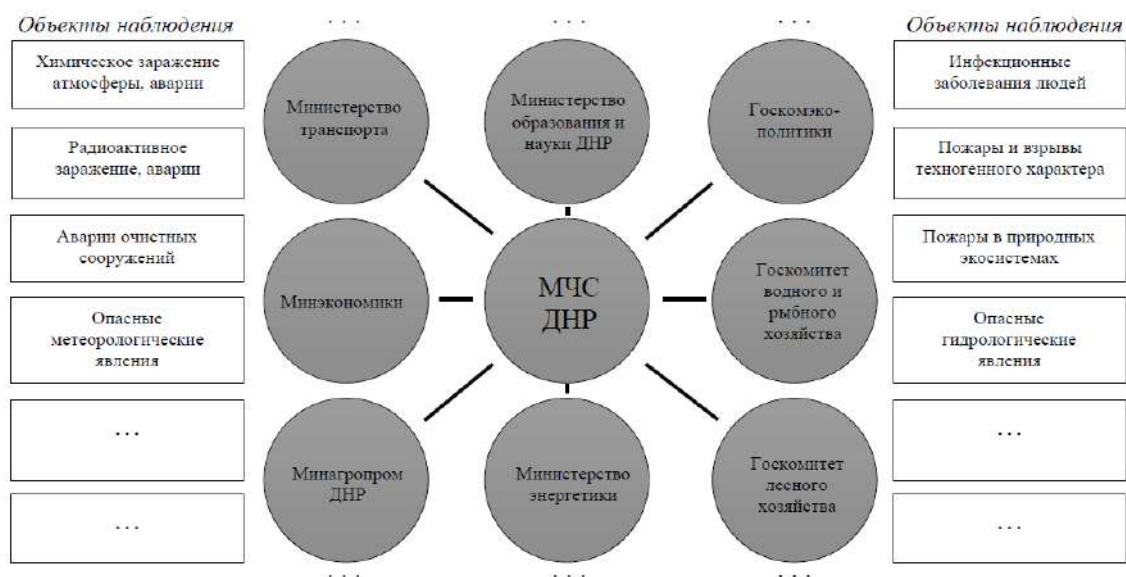 . . .
. . .
. . .
Объекты наблюдения
Химическое заражение
атмосферы, аварии
Радиоактивное
заражение, аварии
Аварии очистных
сооружений
Опасные
метеорологические
явления
. . .
. . .
Министерство
транспорта
Министерство
образования и
науки ДНР
Госкомэко-
политики
Минэкономики
МЧС
ДНР
Госкомитет
водного и
рыбного
хозяйства
Минагропром
ДНР
Министерство
энергетики
Госкомитет
лесного
хозяйства
Объекты наблюдения
Инфекционные
заболевания людей
Пожары и взрывы
техногенного характера
Пожары в природных
экосистемах
Опасные
гидрологические
явления
. . .
. . .
. . .
. . .
. . .